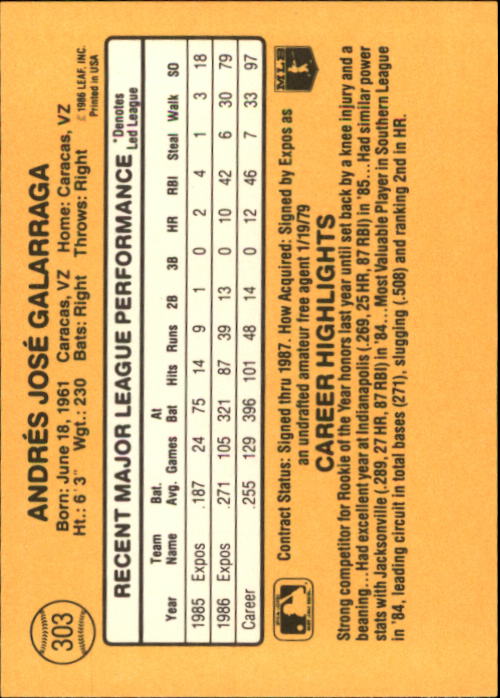 303
ANDRÉS JOSÉ GALARRAGA
Born: June 18, 1961 Caracas, VZ Home: Caracas, VZ
Ht.: 6'3" Wgt.: 230 Bats: Right Throws: Right
© 1986 LEAF, INC.
Printed in USA
RECENT MAJOR LEAGUE PERFORMANCE *Denotes Led League
Year Team Name Bat. Avg. Games At Bat Hits Runs 2B 3B HR RBI Steal Walk SO
1985 Expos .187 24 75 14 9 1 0 2 4 1 3 18
1986 Expos .271 105 321 87 39 13 0 10 42 6 30 79
Career .255 129 396 101 48 14 0 12 46 7 33 97
Contract Status: Signed thru 1987. How Acquired: Signed by Expos as
an undrafted amateur free agent 1/19/79
MLB
CAREER HIGHLIGHTS
Strong competitor for Rookie of the Year honors last year until set back by a knee injury and a
beaning...Had excellent year at Indianapolis (.269, 25 HR, 87 RBI) in '85...Had similar power
stats with Jacksonville (.289, 27 HR, 87 RBI) in '84...Most Valuable Player in Southern League
in '84, leading circuit in total bases (271), slugging (.508) and ranking 2nd in HR.